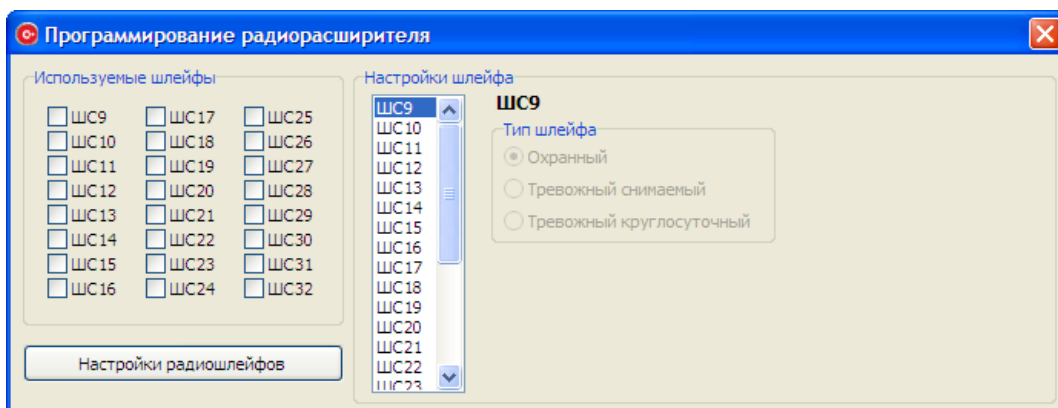 Программирование радиорасширителя
Используемые шлейфы
ШС9 ШС17 ШС25
ШС10 ШС18 ШС26
ШС11 ШС19 ШС27
ШС12 ШС20 ШС28
ШС13 ШС21 ШС29
ШС14 ШС22 ШС30
ШС15 ШС23 ШС31
ШС16 ШС24 ШС32
Настройки радиошлейфов
Настройки шлейфа
ШС9
ШС10
ШС11
ШС12
ШС13
ШС14
ШС15
ШС16
ШС17
ШС18
ШС19
ШС20
ШС21
ШС22
ШС23
ШС9
Тип шлейфа
Охранный
Тревожный снимаемый
Тревожный круглосуточный